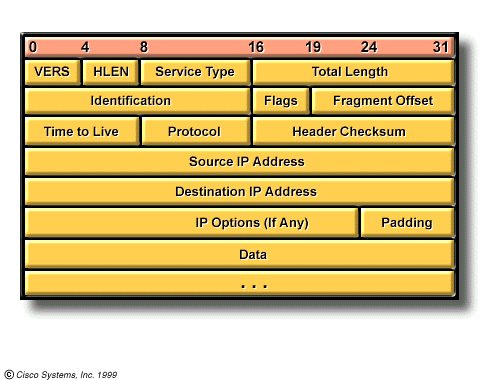 0 4 8 16 19 24 31
VERS HLEN Service Type Total Length
Identification Flags Fragment Offset
Time to Live Protocol Header Checksum
Source IP Address
Destination IP Address
IP Options (If Any) Padding
Data
. . .
© Cisco Systems, Inc. 1999